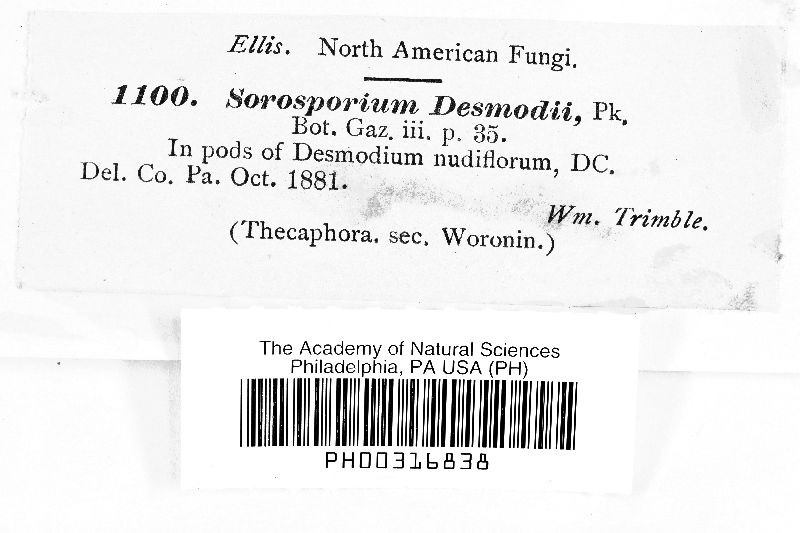 Ellis. North American Fungi.
1100. Sorosporium Desmodii, Pk.
Bot. Gaz. iii. p. 35.
In pods of Desmodium nudiflorum, DC.
Del. Co. Pa. Oct. 1881.
Wm. Trimble.
(Thecaphora. sec. Woronin.)
The Academy of Natural Sciences
Philadelphia, PA USA (PH)
PH00316838